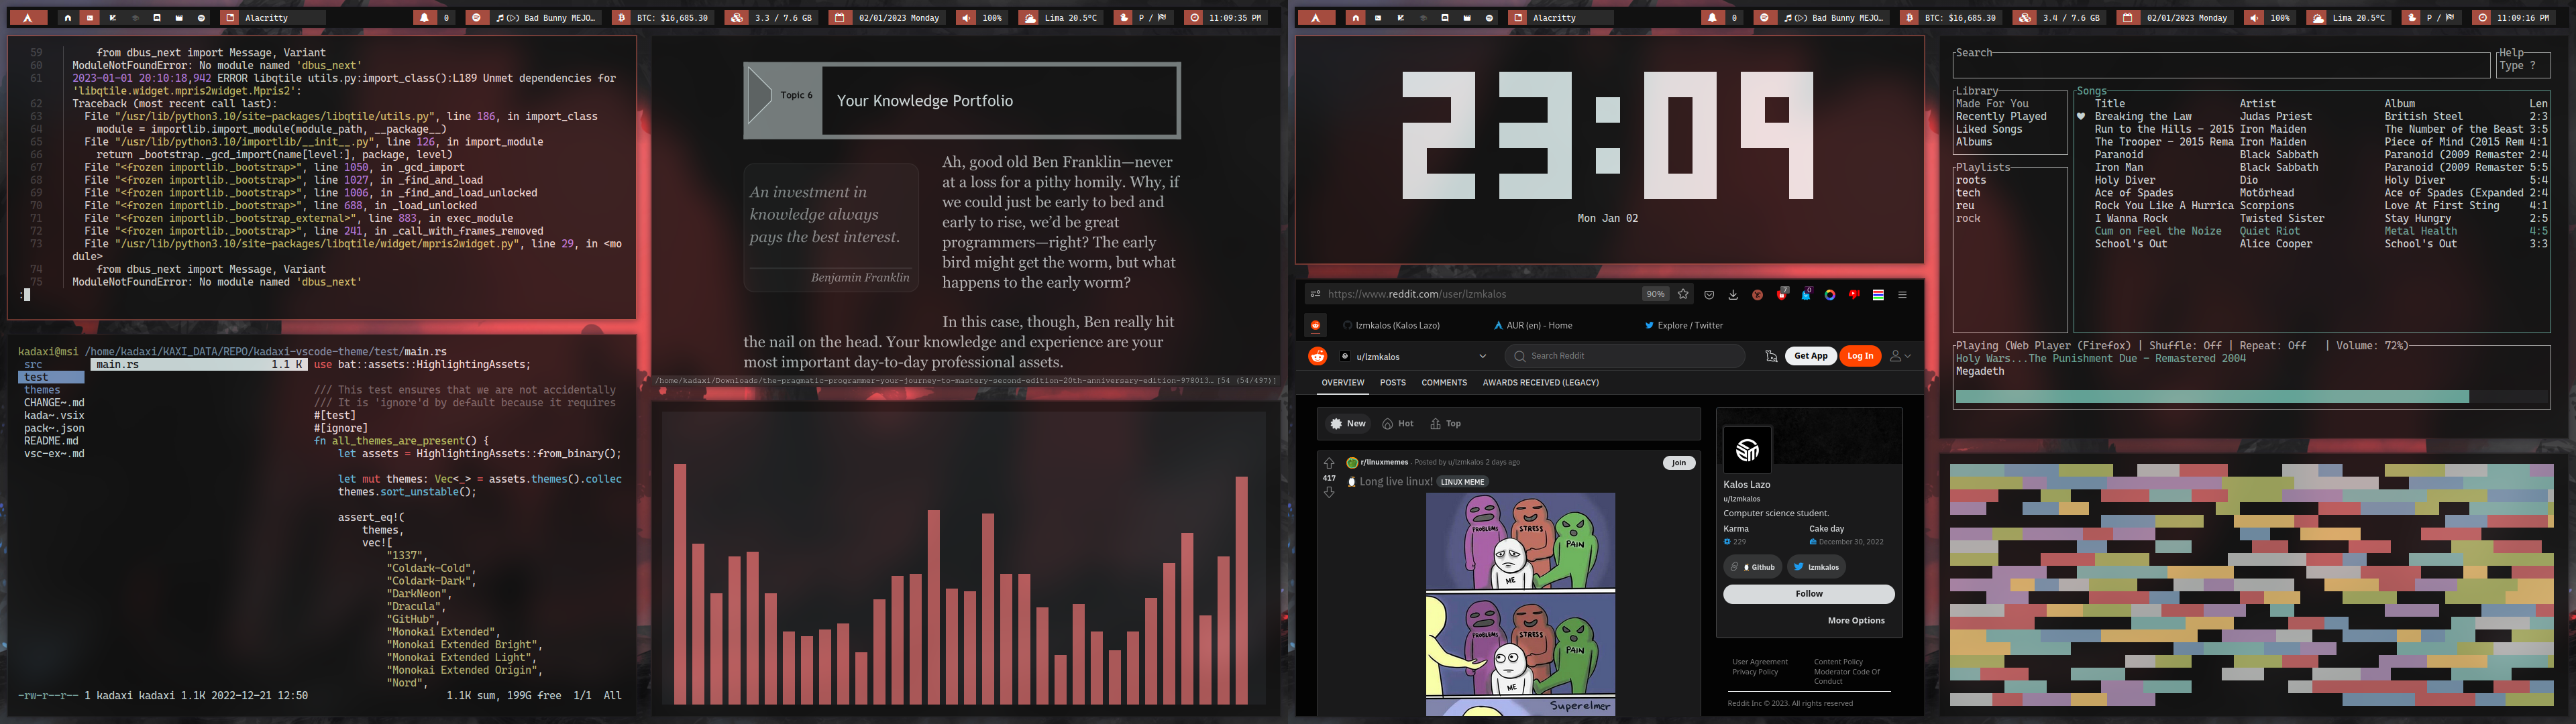 Alacritty
0
(▷) Bad Bunny MEJO…
BTC: $16,685.30
3.3 / 7.6 GB
02/01/2023 Monday
100%
Lima 20.5°C
P /
11:09:35 PM
59 from dbus_next import Message, Variant
60 ModuleNotFoundError: No module named 'dbus_next'
61 2023-01-01 20:10:18,942 ERROR libqtile utils.py:import_class():L189 Unmet dependencies for
'libqtile.widget.mpris2widget.Mpris2':
62 Traceback (most recent call last):
63 File "/usr/lib/python3.10/site-packages/libqtile/utils.py", line 186, in import_class
64 module = importlib.import_module(module_path, __package__)
65 File "/usr/lib/python3.10/importlib/__init__.py", line 126, in import_module
66 return _bootstrap._gcd_import(name[level:], package, level)
67 File "<frozen importlib._bootstrap>", line 1050, in _gcd_import
68 File "<frozen importlib._bootstrap>", line 1027, in _find_and_load
69 File "<frozen importlib._bootstrap>", line 1006, in _find_and_load_unlocked
70 File "<frozen importlib._bootstrap>", line 688, in _load_unlocked
71 File "<frozen importlib._bootstrap_external>", line 883, in exec_module
72 File "<frozen importlib._bootstrap>", line 241, in _call_with_frames_removed
73 File "/usr/lib/python3.10/site-packages/libqtile/widget/mpris2widget.py", line 29, in <mo
dule>
74 from dbus_next import Message, Variant
75 ModuleNotFoundError: No module named 'dbus_next'
:
kadaxi@msi /home/kadaxi/KAXI_DATA/REPO/kadaxi-vscode-theme/test/main.rs
src
test
themes
CHANGE~.md
kada~.vsix
pack~.json
README.md
vsc-ex~.md
main.rs 1.1 K
use bat::assets::HighlightingAssets;
/// This test ensures that we are not accidentally
/// It is 'ignore'd by default because it requires
#[test]
#[ignore]
fn all_themes_are_present() {
let assets = HighlightingAssets::from_binary();
let mut themes: Vec<_> = assets.themes().collec
themes.sort_unstable();
assert_eq!(
themes,
vec![
"1337",
"Coldark-Cold",
"Coldark-Dark",
"DarkNeon",
"Dracula",
"GitHub",
"Monokai Extended",
"Monokai Extended Bright",
"Monokai Extended Light",
"Monokai Extended Origin",
"Nord",
-rw-r--r-- 1 kadaxi kadaxi 1.1K 2022-12-21 12:50 1.1K sum, 199G free 1/1 All
Topic 6 Your Knowledge Portfolio
An investment in
knowledge always
pays the best interest.
Benjamin Franklin
Ah, good old Ben Franklin—never
at a loss for a pithy homily. Why, if
we could just be early to bed and
early to rise, we'd be great
programmers—right? The early
bird might get the worm, but what
happens to the early worm?
In this case, though, Ben really hit
the nail on the head. Your knowledge and experience are your
most important day-to-day professional assets.
/home/kadaxi/Downloads/the-pragmatic-programmer-your-journey-to-mastery-second-edition-20th-anniversary-edition-978013… [54 (54/497)]
Alacritty
0
(▷) Bad Bunny MEJO…
BTC: $16,685.30
3.4 / 7.6 GB
02/01/2023 Monday
100%
Lima 20.5°C
P /
11:09:16 PM
23:09
Mon Jan 02
https://www.reddit.com/user/lzmkalos 90%
7
0
lzmkalos (Kalos Lazo) AUR (en) - Home Explore / Twitter
u/lzmkalos Search Reddit Get App Log In
OVERVIEW POSTS COMMENTS AWARDS RECEIVED (LEGACY)
New Hot Top
417
r/linuxmemes · Posted by u/lzmkalos 2 days ago Join
Long live linux! LINUX MEME
PROBLEMS STRESS PAIN
ME
PROBLEMS STRESS PAIN
ME
Superelmer
Kalos Lazo
u/lzmkalos
Computer science student.
Karma Cake day
229 December 30, 2022
Github lzmkalos
Follow
More Options
User Agreement Content Policy
Privacy Policy Moderator Code Of
Conduct
Reddit Inc © 2023. All rights reserved
Search Help
Type ?
Library
Made For You
Recently Played
Liked Songs
Albums
Playlists
roots
tech
reu
rock
Songs
Title Artist Album Len
Breaking the Law Judas Priest British Steel 2:3
Run to the Hills - 2015 Iron Maiden The Number of the Beast 3:5
The Trooper - 2015 Rema Iron Maiden Piece of Mind (2015 Rem 4:1
Paranoid Black Sabbath Paranoid (2009 Remaster 2:4
Iron Man Black Sabbath Paranoid (2009 Remaster 5:5
Holy Diver Dio Holy Diver 5:4
Ace of Spades Motörhead Ace of Spades (Expanded 2:4
Rock You Like A Hurrica Scorpions Love At First Sting 4:1
I Wanna Rock Twisted Sister Stay Hungry 2:5
Cum on Feel the Noize Quiet Riot Metal Health 4:5
School's Out Alice Cooper School's Out 3:3
Playing (Web Player (Firefox) | Shuffle: Off | Repeat: Off | Volume: 72%)
Holy Wars...The Punishment Due - Remastered 2004
Megadeth